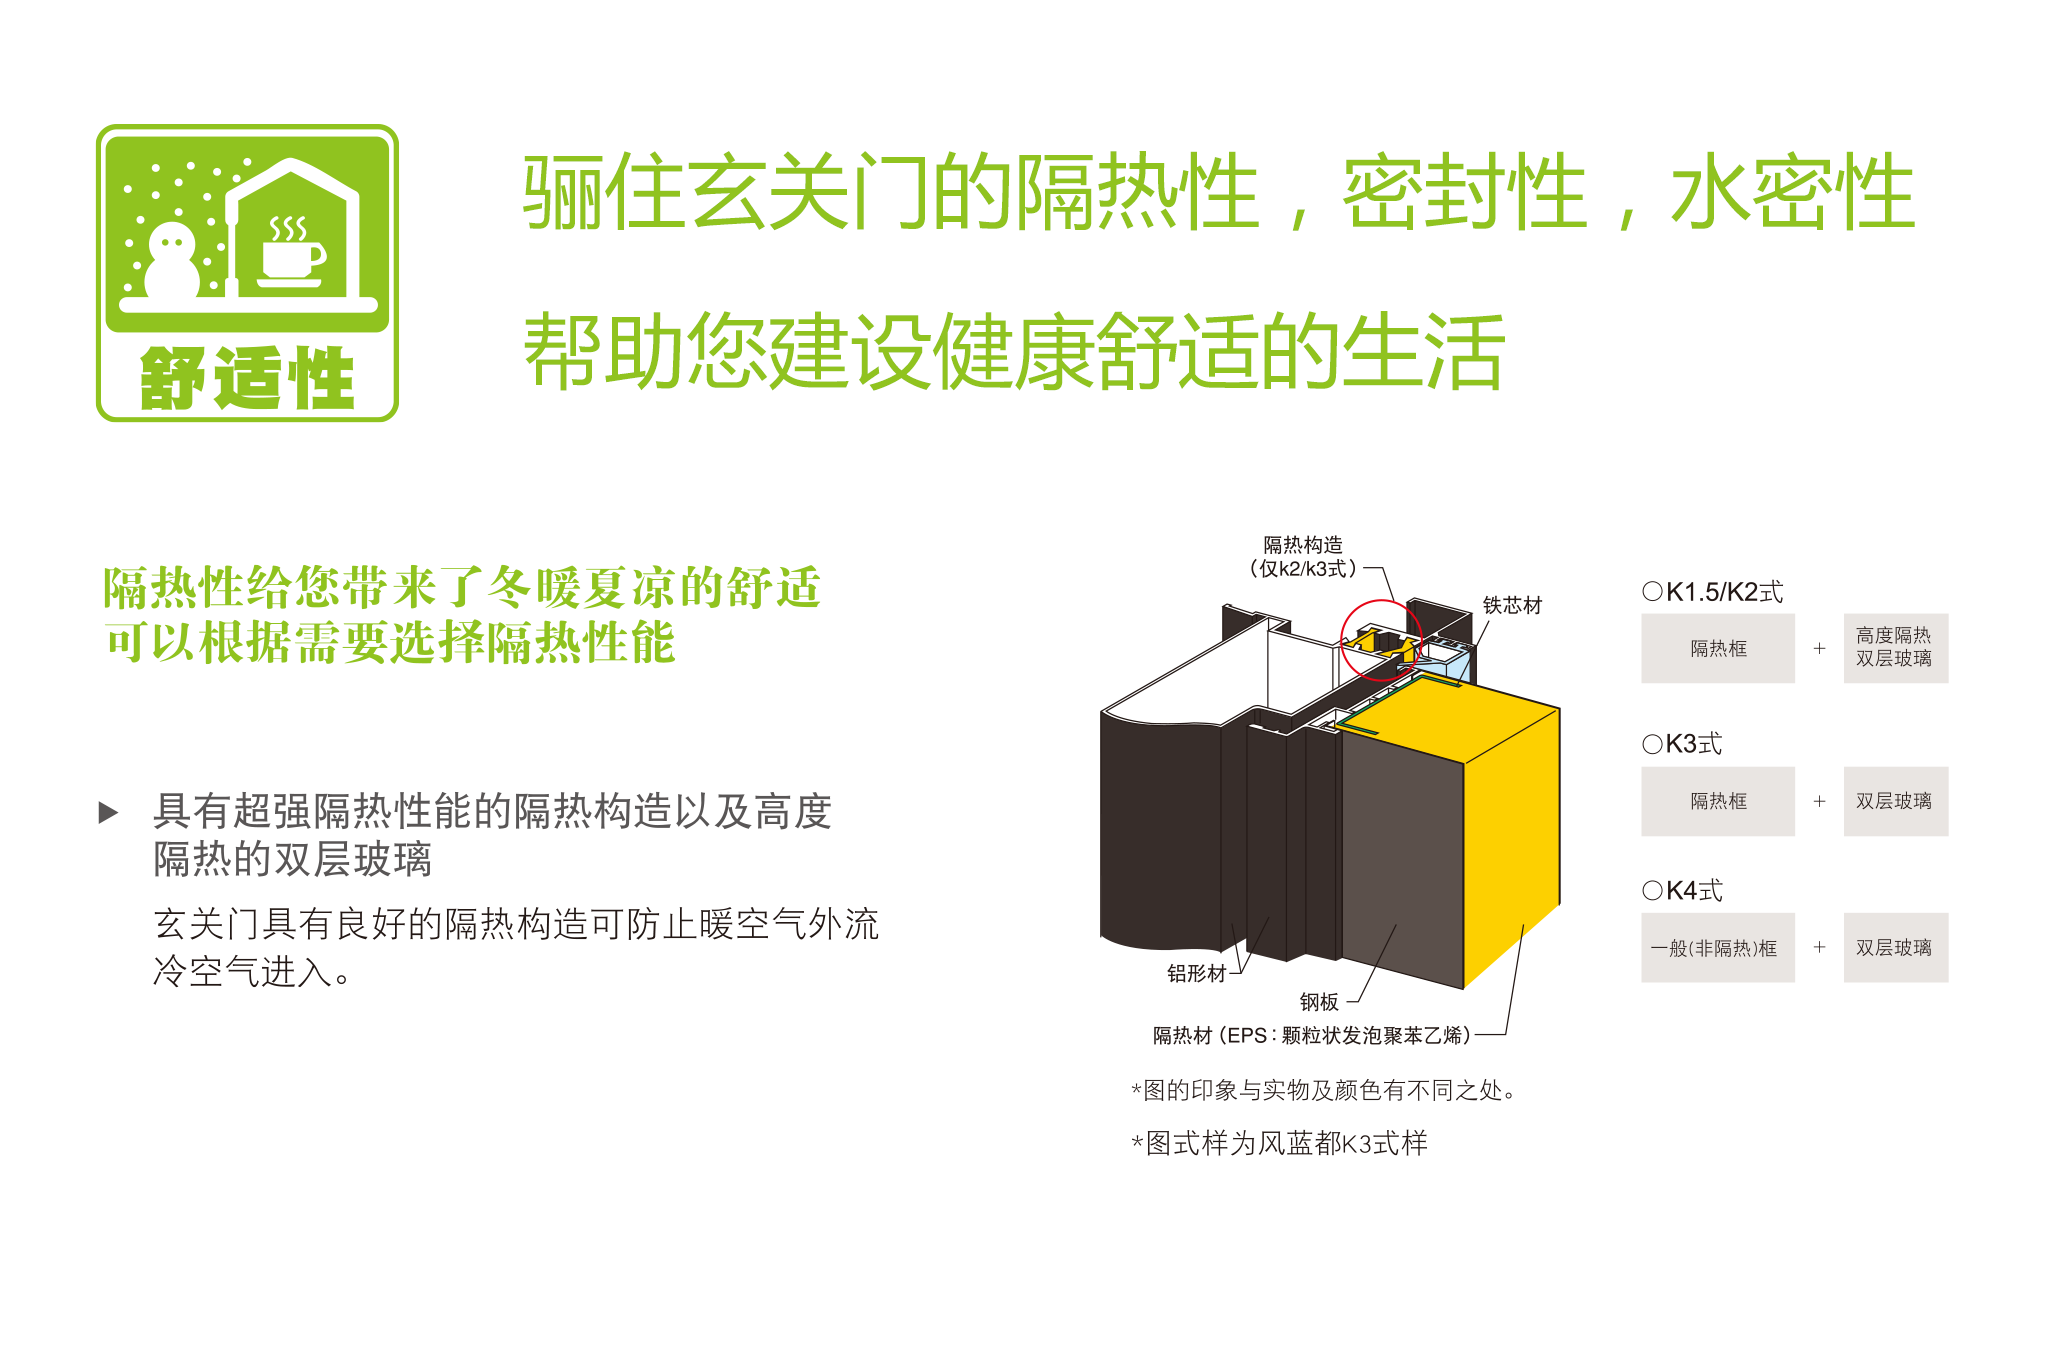 舒适性
骊住玄关门的隔热性，密封性，水密性
帮助您建设健康舒适的生活
隔热性给您带来了冬暖夏凉的舒适
可以根据需要选择隔热性能
▶ 具有超强隔热性能的隔热构造以及高度
隔热的双层玻璃
玄关门具有良好的隔热构造可防止暖空气外流
冷空气进入。
隔热构造
（仅k2/k3式）
铁芯材
铝形材
钢板
隔热材（EPS：颗粒状发泡聚苯乙烯）
*图的印象与实物及颜色有不同之处。
*图式样为风蓝都K3式样
○K1.5/K2式
隔热框 + 高度隔热
双层玻璃
○K3式
隔热框 + 双层玻璃
○K4式
一般(非隔热)框 + 双层玻璃